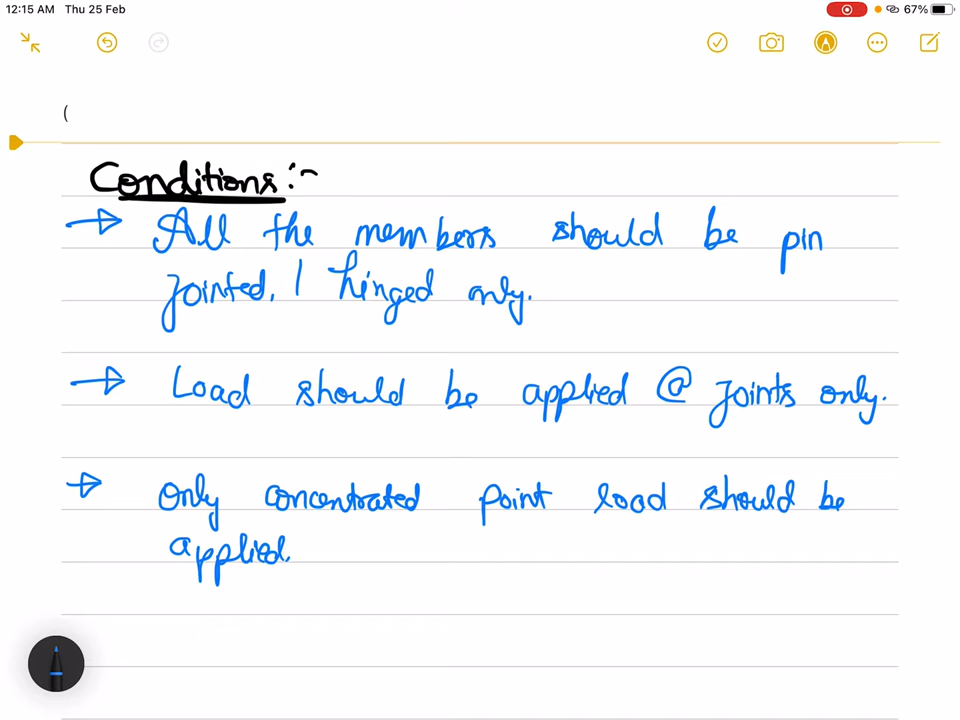 12:15 AM Thu 25 Feb 67%
(
Conditions :-
→ All the members should be pin
jointed. / hinged only.
→ Load should be applied @ joints only.
→ Only concentrated point load should be
applied.